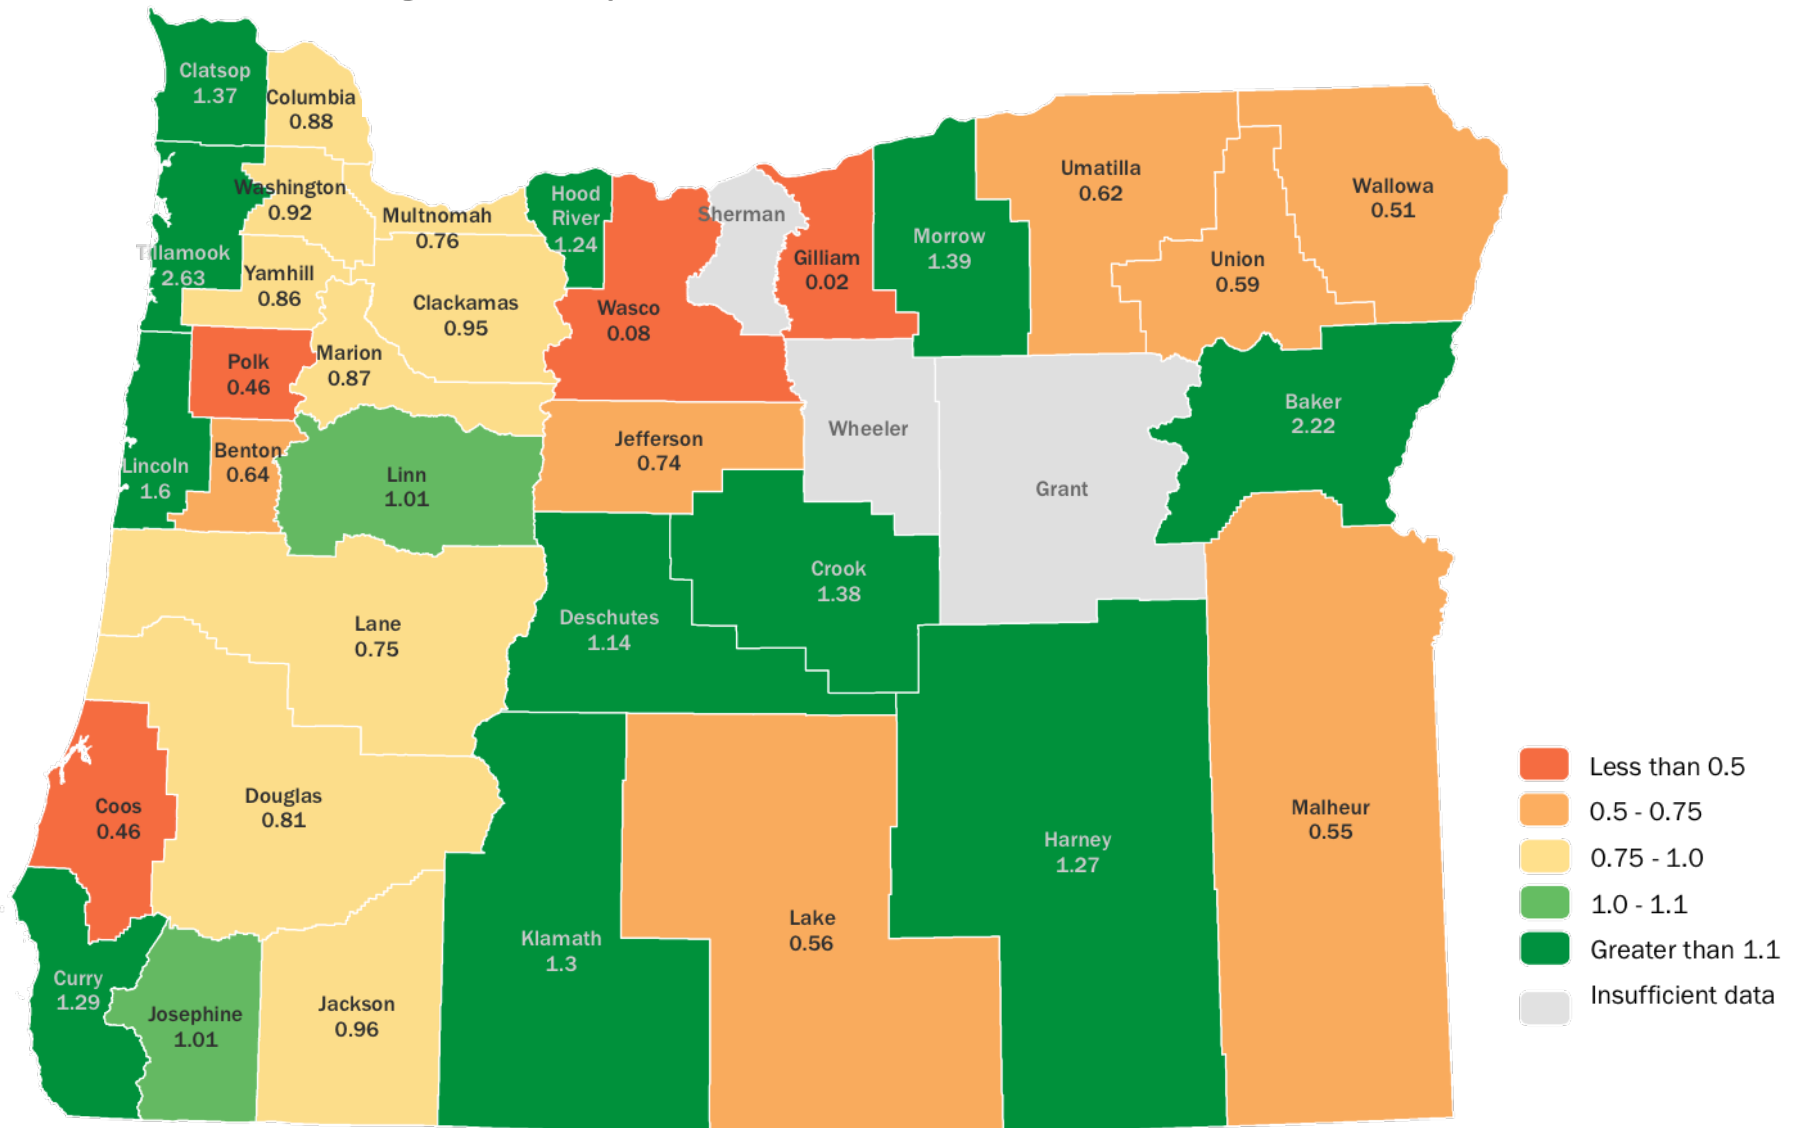 Clatsop
1.37
Columbia
0.88
Washington
0.92
Multnomah
0.76
Hood
River
1.24
Tillamook
2.63
Yamhill
0.86
Clackamas
0.95
Wasco
0.08
Sherman
Gilliam
0.02
Morrow
1.39
Umatilla
0.62
Union
0.59
Wallowa
0.51
Polk
0.46
Marion
0.87
Lincoln
1.6
Benton
0.64
Linn
1.01
Jefferson
0.74
Wheeler
Grant
Baker
2.22
Lane
0.75
Deschutes
1.14
Crook
1.38
Coos
0.46
Douglas
0.81
Curry
1.29
Josephine
1.01
Jackson
0.96
Klamath
1.3
Lake
0.56
Harney
1.27
Malheur
0.55
Less than 0.5
0.5 - 0.75
0.75 - 1.0
1.0 - 1.1
Greater than 1.1
Insufficient data